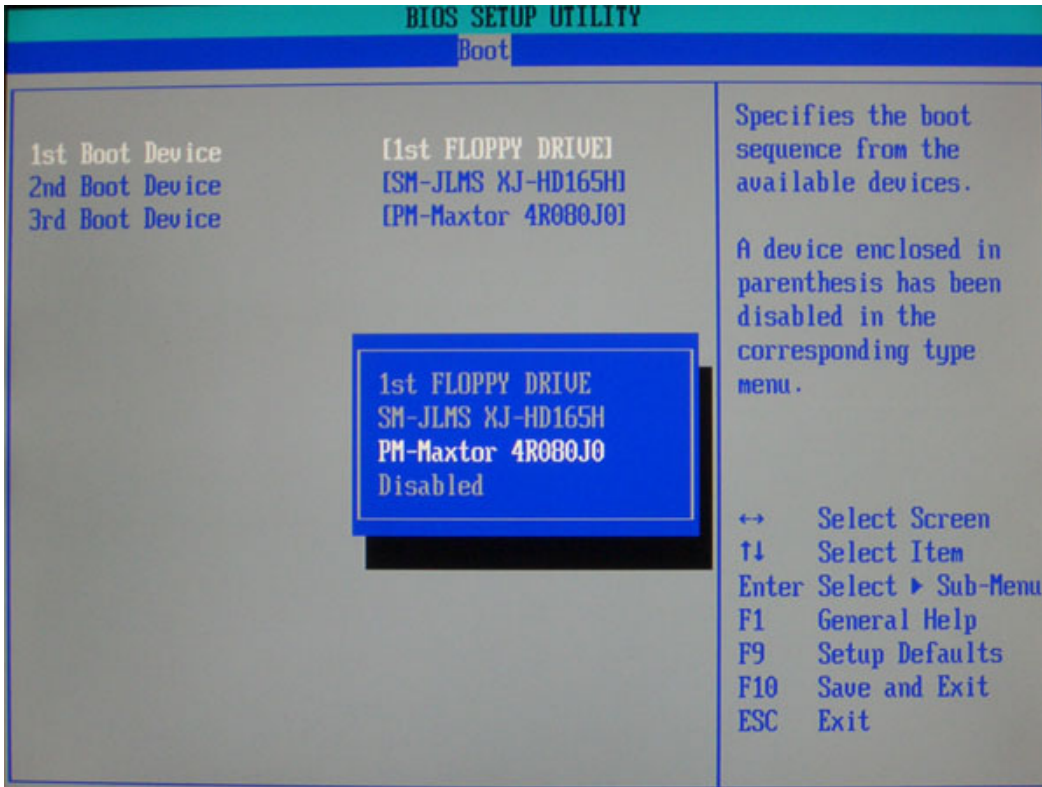 BIOS SETUP UTILITY
Boot
1st Boot Device [1st FLOPPY DRIVE]
2nd Boot Device [SM-JLMS XJ-HD165H]
3rd Boot Device [PM-Maxtor 4R080J0]
1st FLOPPY DRIVE
SM-JLMS XJ-HD165H
PM-Maxtor 4R080J0
Disabled
Specifies the boot
sequence from the
available devices.
A device enclosed in
parenthesis has been
disabled in the
corresponding type
menu.
↔ Select Screen
↑↓ Select Item
Enter Select ▶ Sub-Menu
F1 General Help
F9 Setup Defaults
F10 Save and Exit
ESC Exit